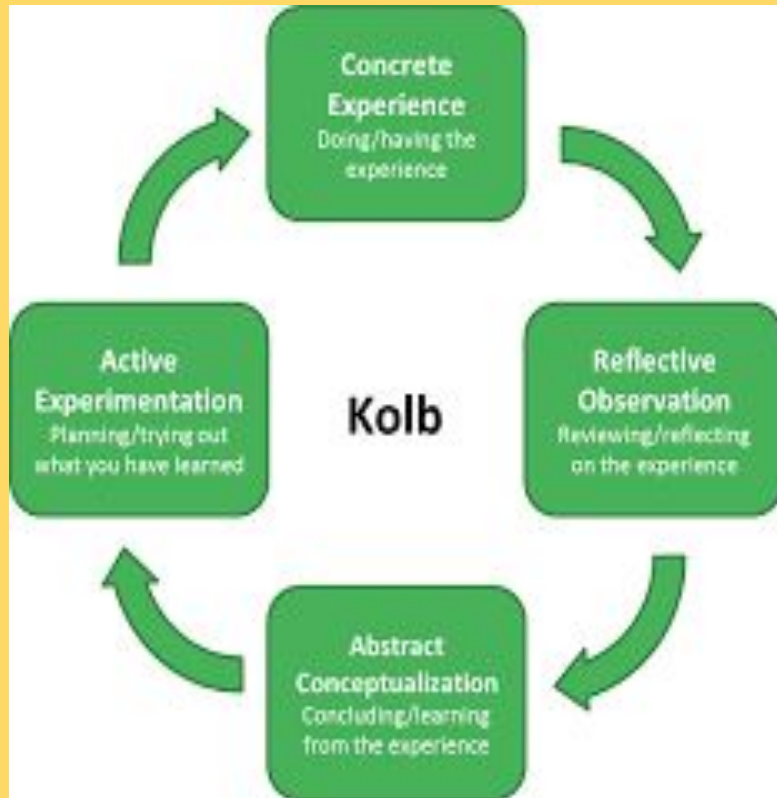 Concrete
Experience
Doing/having the
experience
Reflective
Observation
Reviewing/reflecting
on the experience
Abstract
Conceptualization
Concluding/learning
from the experience
Active
Experimentation
Planning/trying out
what you have learned
Kolb